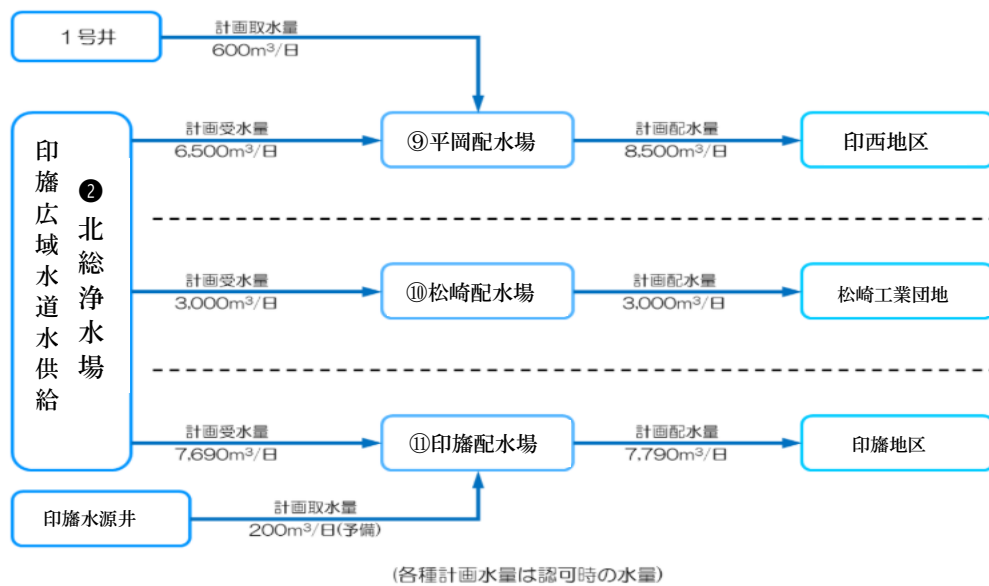 1号井
計画取水量
600m³/日
印旛広域水道水供給
❷北総浄水場
計画受水量
6,500m³/日
⑨平岡配水場
計画配水量
8,500m³/日
印西地区
計画受水量
3,000m³/日
⑩松崎配水場
計画配水量
3,000m³/日
松崎工業団地
計画受水量
7,690m³/日
⑪印旛配水場
計画配水量
7,790m³/日
印旛地区
印旛水源井
計画取水量
200m³/日(予備)
(各種計画水量は認可時の水量)